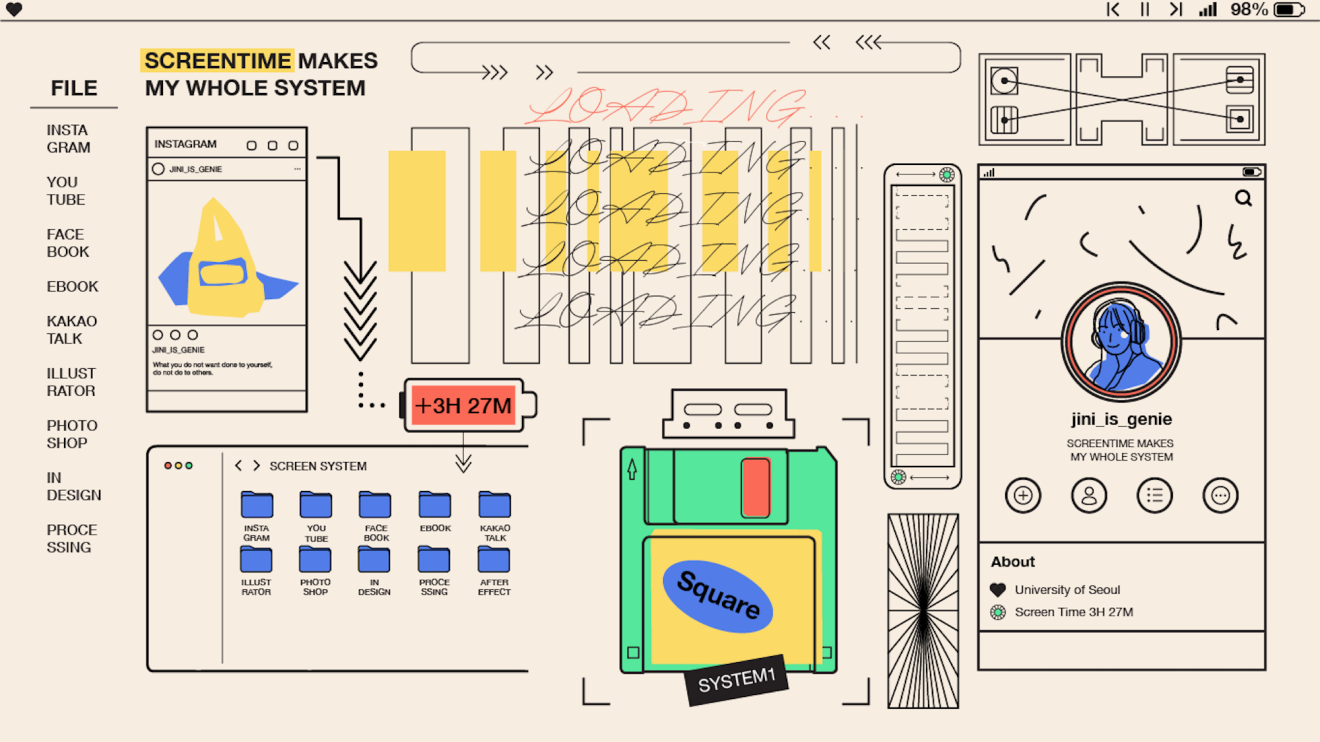 98%
SCREENTIME MAKES
MY WHOLE SYSTEM
FILE
INSTA
GRAM
YOU
TUBE
FACE
BOOK
EBOOK
KAKAO
TALK
ILLUST
RATOR
PHOTO
SHOP
IN
DESIGN
PROCE
SSING
INSTAGRAM
JINI_IS_GENIE
JINI_IS_GENIE
What you do not want done to yourself,
do not do to others.
LOADING....
LOADING....
LOADING....
LOADING....
LOADING....
+3H 27M
SCREEN SYSTEM
INSTA
GRAM
YOU
TUBE
FACE
BOOK
EBOOK
KAKAO
TALK
ILLUST
RATOR
PHOTO
SHOP
IN
DESIGN
PROCE
SSING
AFTER
EFFECT
Square
SYSTEM1
jini_is_genie
SCREENTIME MAKES
MY WHOLE SYSTEM
About
University of Seoul
Screen Time 3H 27M